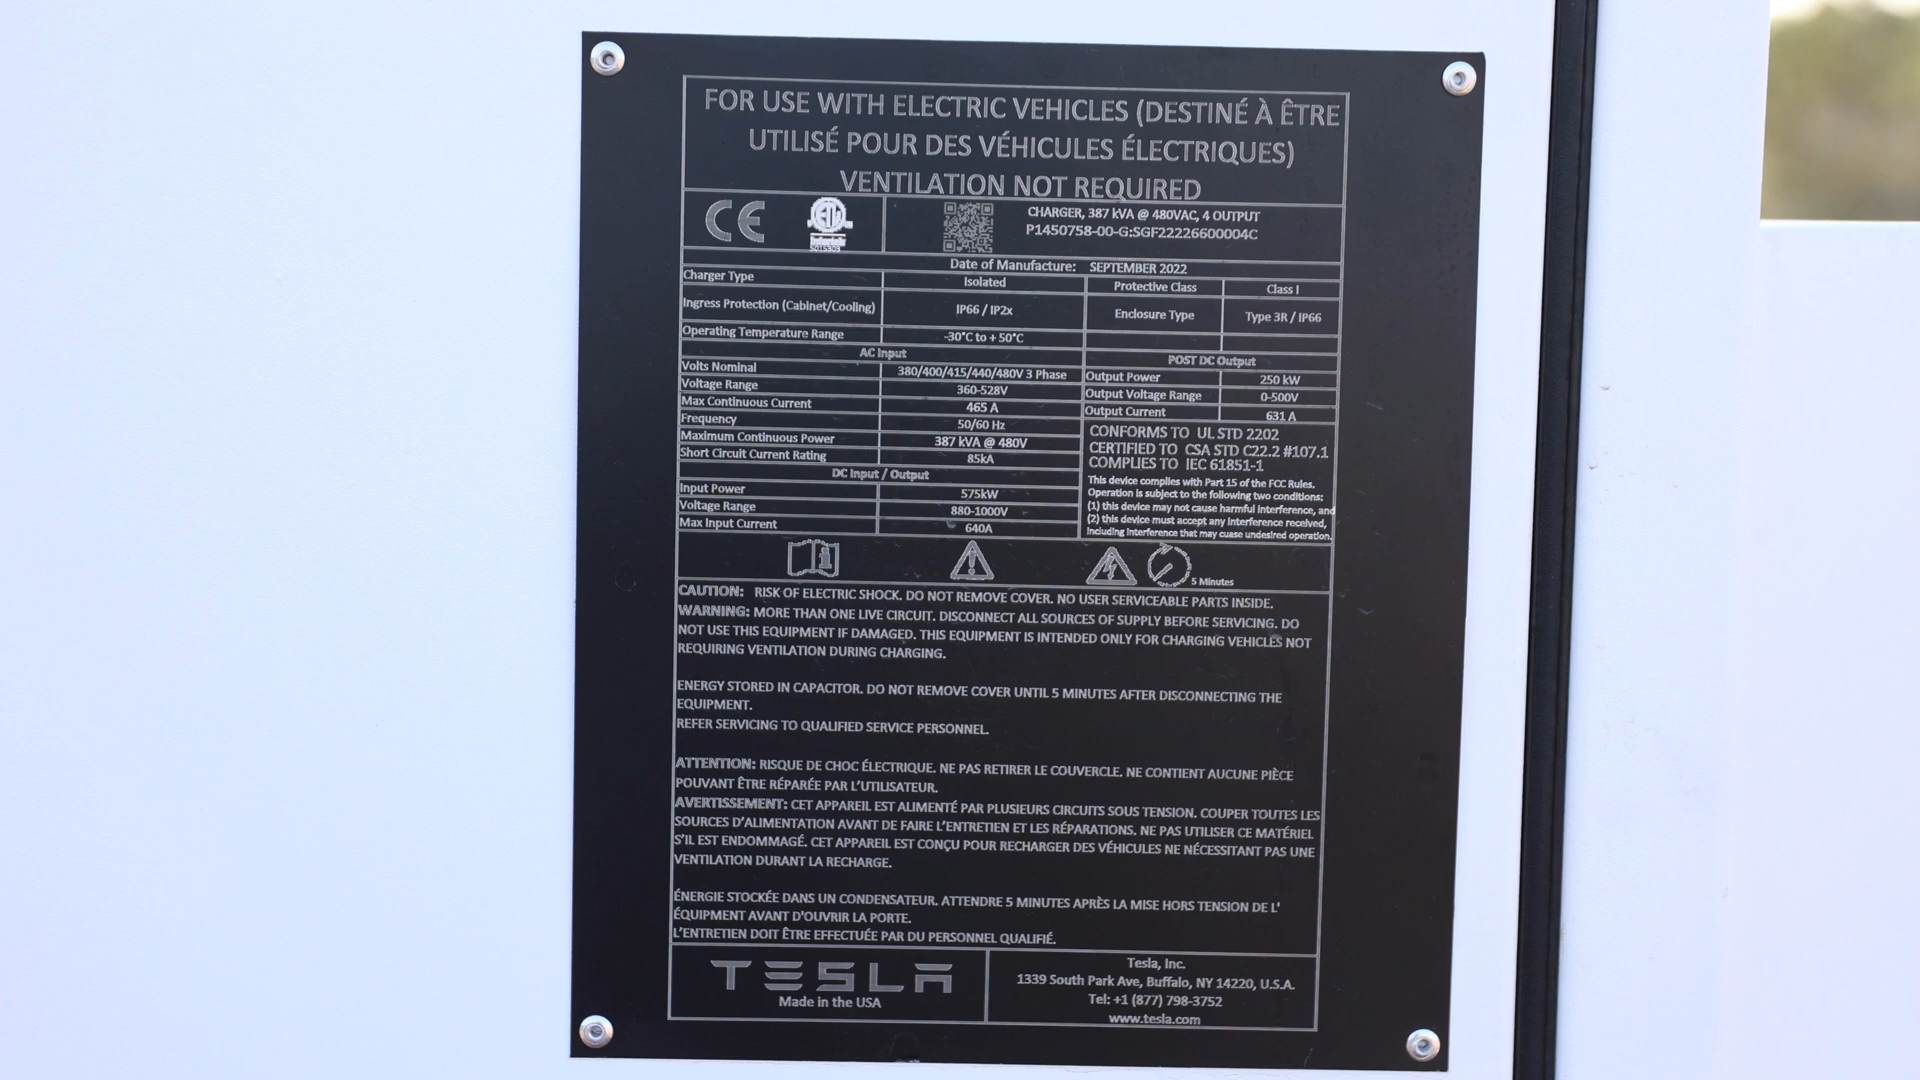 FOR USE WITH ELECTRIC VEHICLES (DESTINÉ À ÊTRE
UTILISÉ POUR DES VÉHICULES ÉLECTRIQUES)
VENTILATION NOT REQUIRED
CE
CHARGER, 387 kVA @ 480VAC, 4 OUTPUT
P1450758-00-G:SGF22226600004C
Date of Manufacture: SEPTEMBER 2022
Charger Type Isolated Protective Class Class I
Ingress Protection (Cabinet/Cooling) IP66 / IP2x Enclosure Type Type 3R / IP66
Operating Temperature Range -30°C to + 50°C
AC Input
Volts Nominal 380/400/415/440/480V 3 Phase
Voltage Range 360-528V
Max Continuous Current 465 A
Frequency 50/60 Hz
Maximum Continuous Power 387 kVA @ 480V
Short Circuit Current Rating 85kA
DC Input / Output
Input Power 575kW
Voltage Range 880-1000V
Max Input Current 640A
POST DC Output
Output Power 250 kW
Output Voltage Range 0-500V
Output Current 631 A
CONFORMS TO UL STD 2202
CERTIFIED TO CSA STD C22.2 #107.1
COMPLIES TO IEC 61851-1
This device complies with Part 15 of the FCC Rules.
Operation is subject to the following two conditions:
(1) this device may not cause harmful interference, and
(2) this device must accept any interference received,
including interference that may cuase undesired operation.
5 Minutes
CAUTION: RISK OF ELECTRIC SHOCK. DO NOT REMOVE COVER. NO USER SERVICEABLE PARTS INSIDE.
WARNING: MORE THAN ONE LIVE CIRCUIT. DISCONNECT ALL SOURCES OF SUPPLY BEFORE SERVICING. DO
NOT USE THIS EQUIPMENT IF DAMAGED. THIS EQUIPMENT IS INTENDED ONLY FOR CHARGING VEHICLES NOT
REQUIRING VENTILATION DURING CHARGING.
ENERGY STORED IN CAPACITOR. DO NOT REMOVE COVER UNTIL 5 MINUTES AFTER DISCONNECTING THE
EQUIPMENT.
REFER SERVICING TO QUALIFIED SERVICE PERSONNEL.
ATTENTION: RISQUE DE CHOC ÉLECTRIQUE. NE PAS RETIRER LE COUVERCLE. NE CONTIENT AUCUNE PIÈCE
POUVANT ÊTRE RÉPARÉE PAR L'UTILISATEUR.
AVERTISSEMENT: CET APPAREIL EST ALIMENTÉ PAR PLUSIEURS CIRCUITS SOUS TENSION. COUPER TOUTES LES
SOURCES D'ALIMENTATION AVANT DE FAIRE L'ENTRETIEN ET LES RÉPARATIONS. NE PAS UTILISER CE MATÉRIEL
S'IL EST ENDOMMAGÉ. CET APPAREIL EST CONÇU POUR RECHARGER DES VÉHICULES NE NÉCESSITANT PAS UNE
VENTILATION DURANT LA RECHARGE.
ÉNERGIE STOCKÉE DANS UN CONDENSATEUR. ATTENDRE 5 MINUTES APRÈS LA MISE HORS TENSION DE L'
ÉQUIPMENT AVANT D'OUVRIR LA PORTE.
L'ENTRETIEN DOIT ÊTRE EFFECTUÉE PAR DU PERSONNEL QUALIFIÉ.
TESLA
Made in the USA
Tesla, Inc.
1339 South Park Ave, Buffalo, NY 14220, U.S.A.
Tel: +1 (877) 798-3752
www.tesla.com